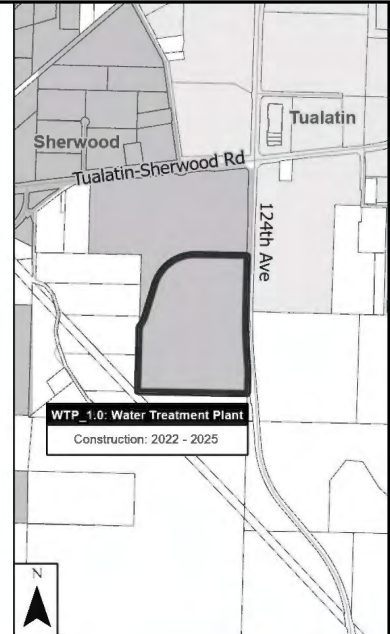 Tualatin
Sherwood
Tualatin-Sherwood Rd
124th Ave
WTP_1.0: Water Treatment Plant
Construction: 2022 - 2025
N